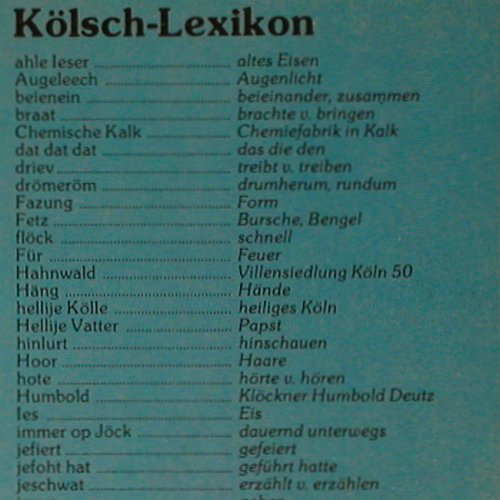 Kölsch-Lexikon
ahle Ieser ........ altes Eisen
Augeleech ........ Augenlicht
beienein ........ beieinander, zusammen
braat ........ brachte v. bringen
Chemische Kalk ........ Chemiefabrik in Kalk
dat dat dat ........ das die den
driev ........ treibt v. treiben
drömeröm ........ drumherum, rundum
Fazung ........ Form
Fetz ........ Bursche, Bengel
flöck ........ schnell
Für ........ Feuer
Hahnwald ........ Villensiedlung Köln 50
Häng ........ Hände
hellije Kölle ........ heiliges Köln
Hellije Vatter ........ Papst
hinlurt ........ hinschauen
Hoor ........ Haare
hote ........ hörte v. hören
Humbold ........ Klöckner Humbold Deutz
Ies ........ Eis
immer op Jöck ........ dauernd unterwegs
jefiert ........ gefeiert
jefoht hat ........ geführt hatte
jeschwat ........ erzählt v. erzählen